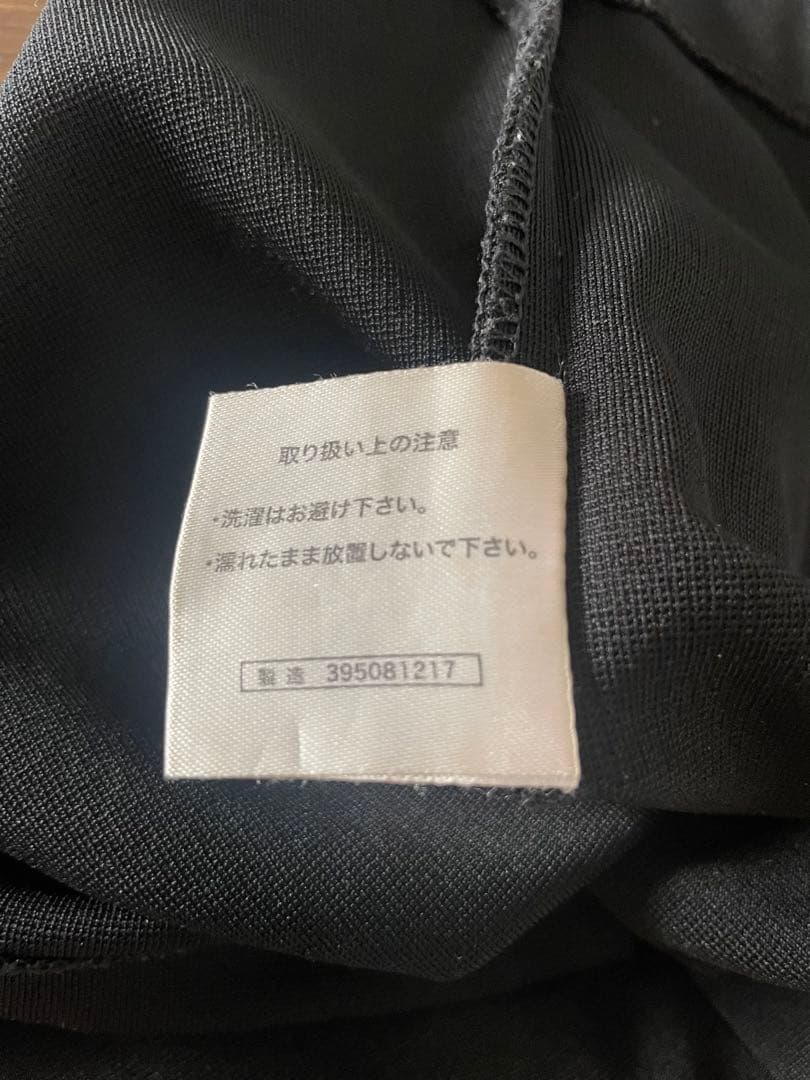 取り扱い上の注意
・洗濯はお避け下さい。
・濡れたまま放置しないで下さい。
製造 395081217